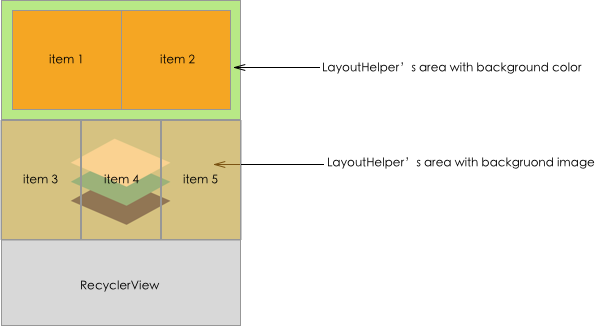 item 1
item 2
LayoutHelper’ s area with background color
item 3
item 4
item 5
LayoutHelper’ s area with backgruond image
RecyclerView